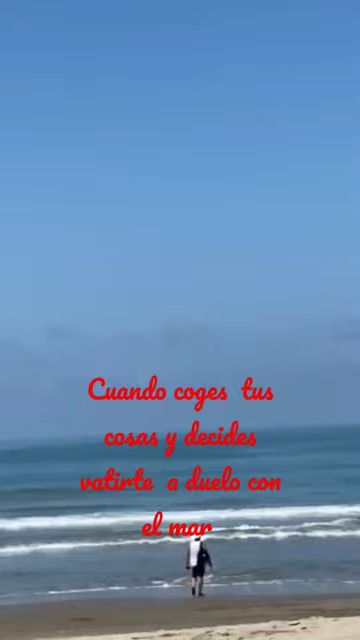 Cuando coges tus
cosas y decides
vatirte a duelo con
el mar